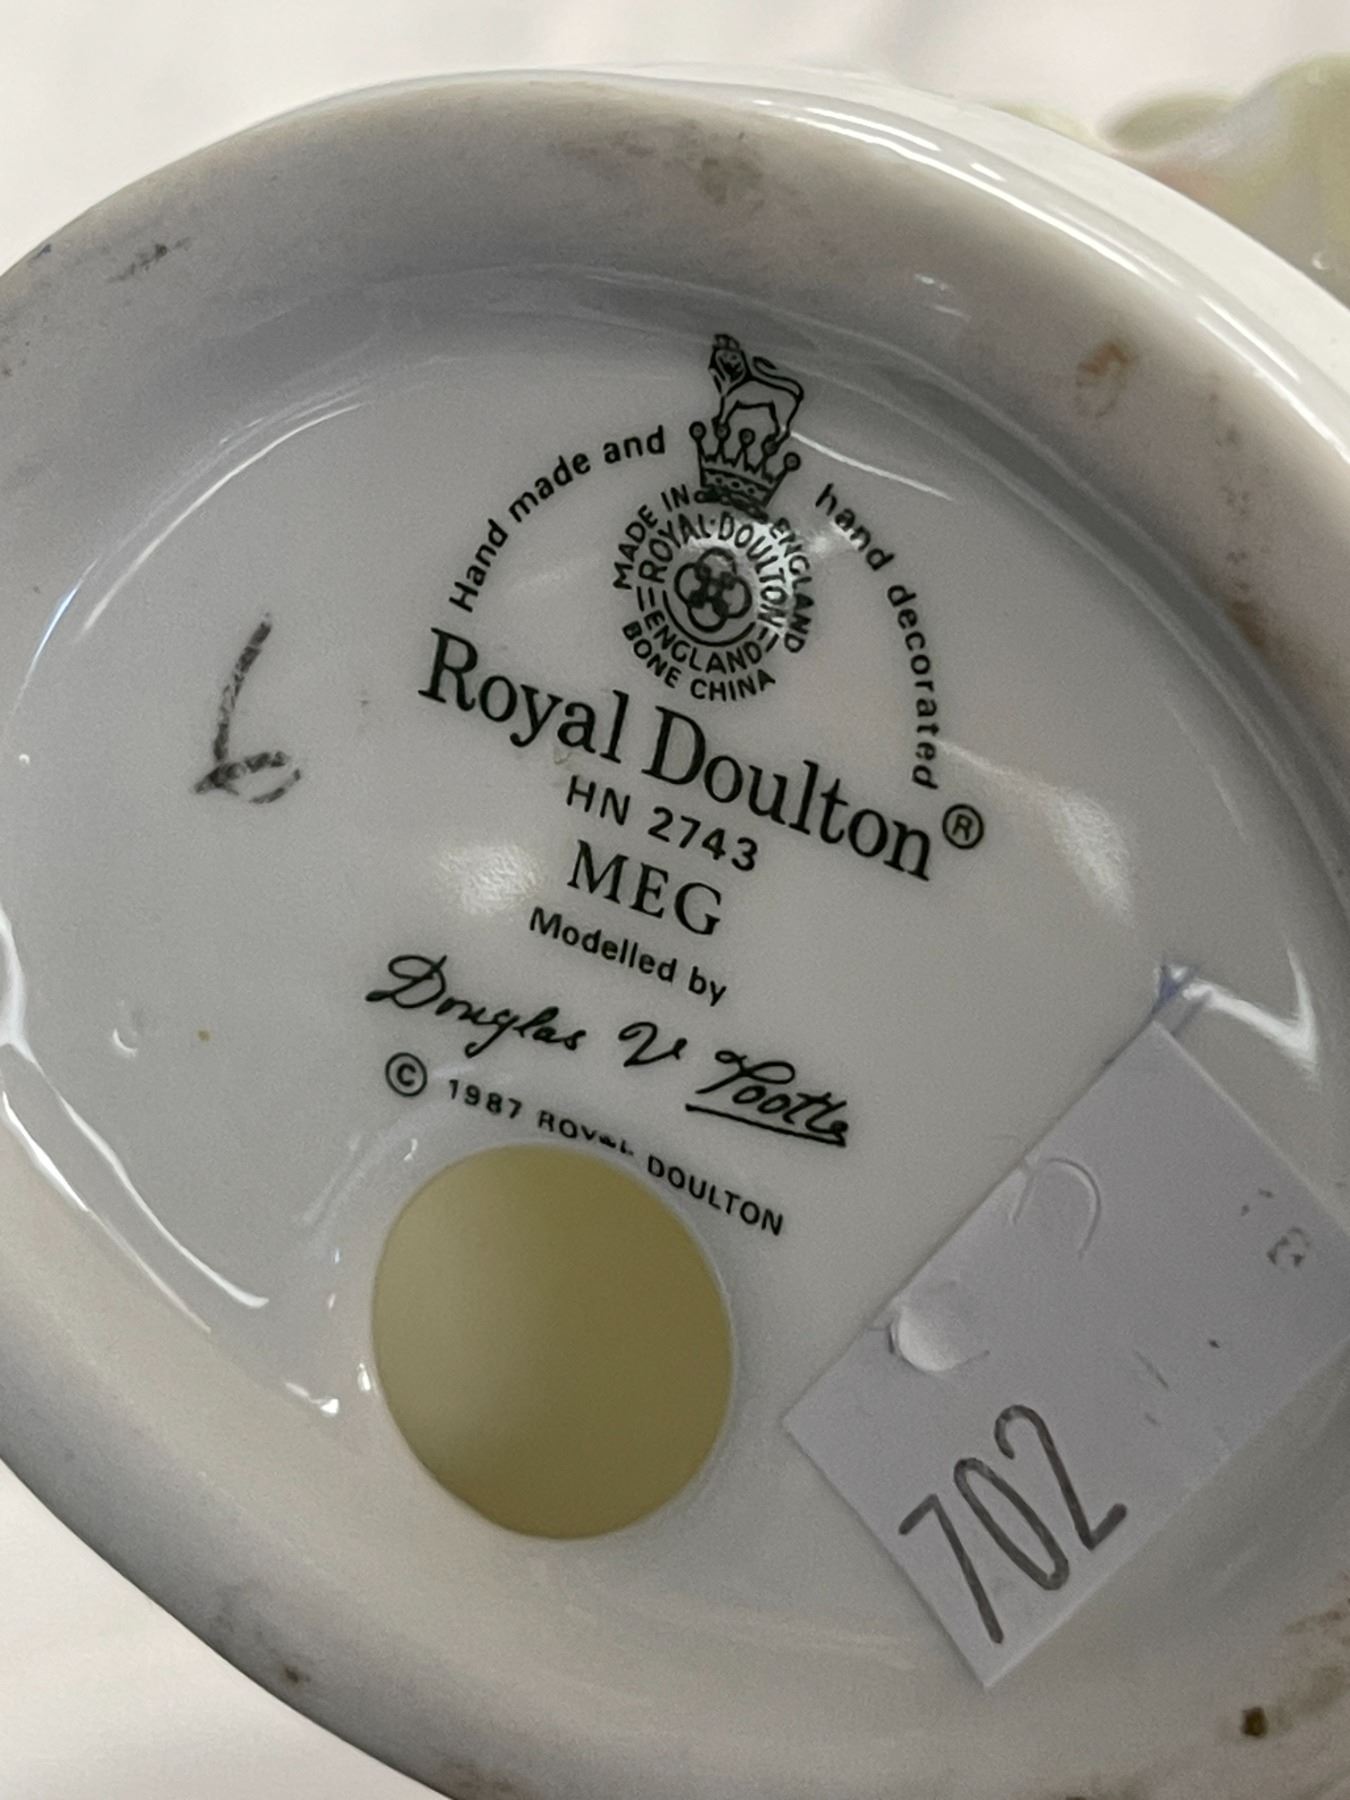 Hand made and hand decorated
MADE IN ENGLAND
ROYAL·DOULTON
ENGLAND
BONE CHINA
Royal Doulton®
HN 2743
MEG
Modelled by
Douglas V Tootle
© 1987 ROYAL DOULTON
6
702